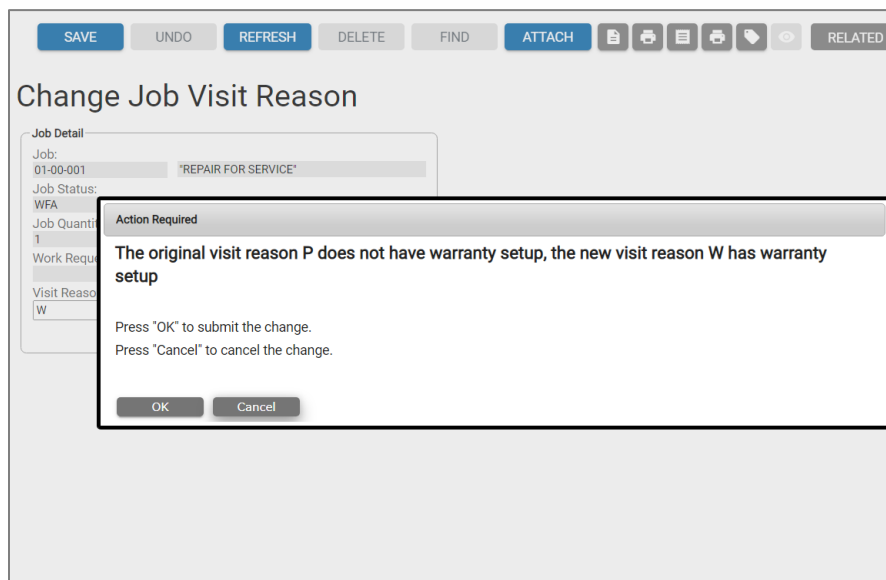 SAVE UNDO REFRESH DELETE FIND ATTACH RELATED
Change Job Visit Reason
Job Detail
Job:
01-00-001 "REPAIR FOR SERVICE"
Job Status:
WFA
Job
1
Work
Visit
W
Action Required
The original visit reason P does not have warranty setup, the new visit reason W has warranty
setup
Press "OK" to submit the change.
Press "Cancel" to cancel the change.
OK Cancel